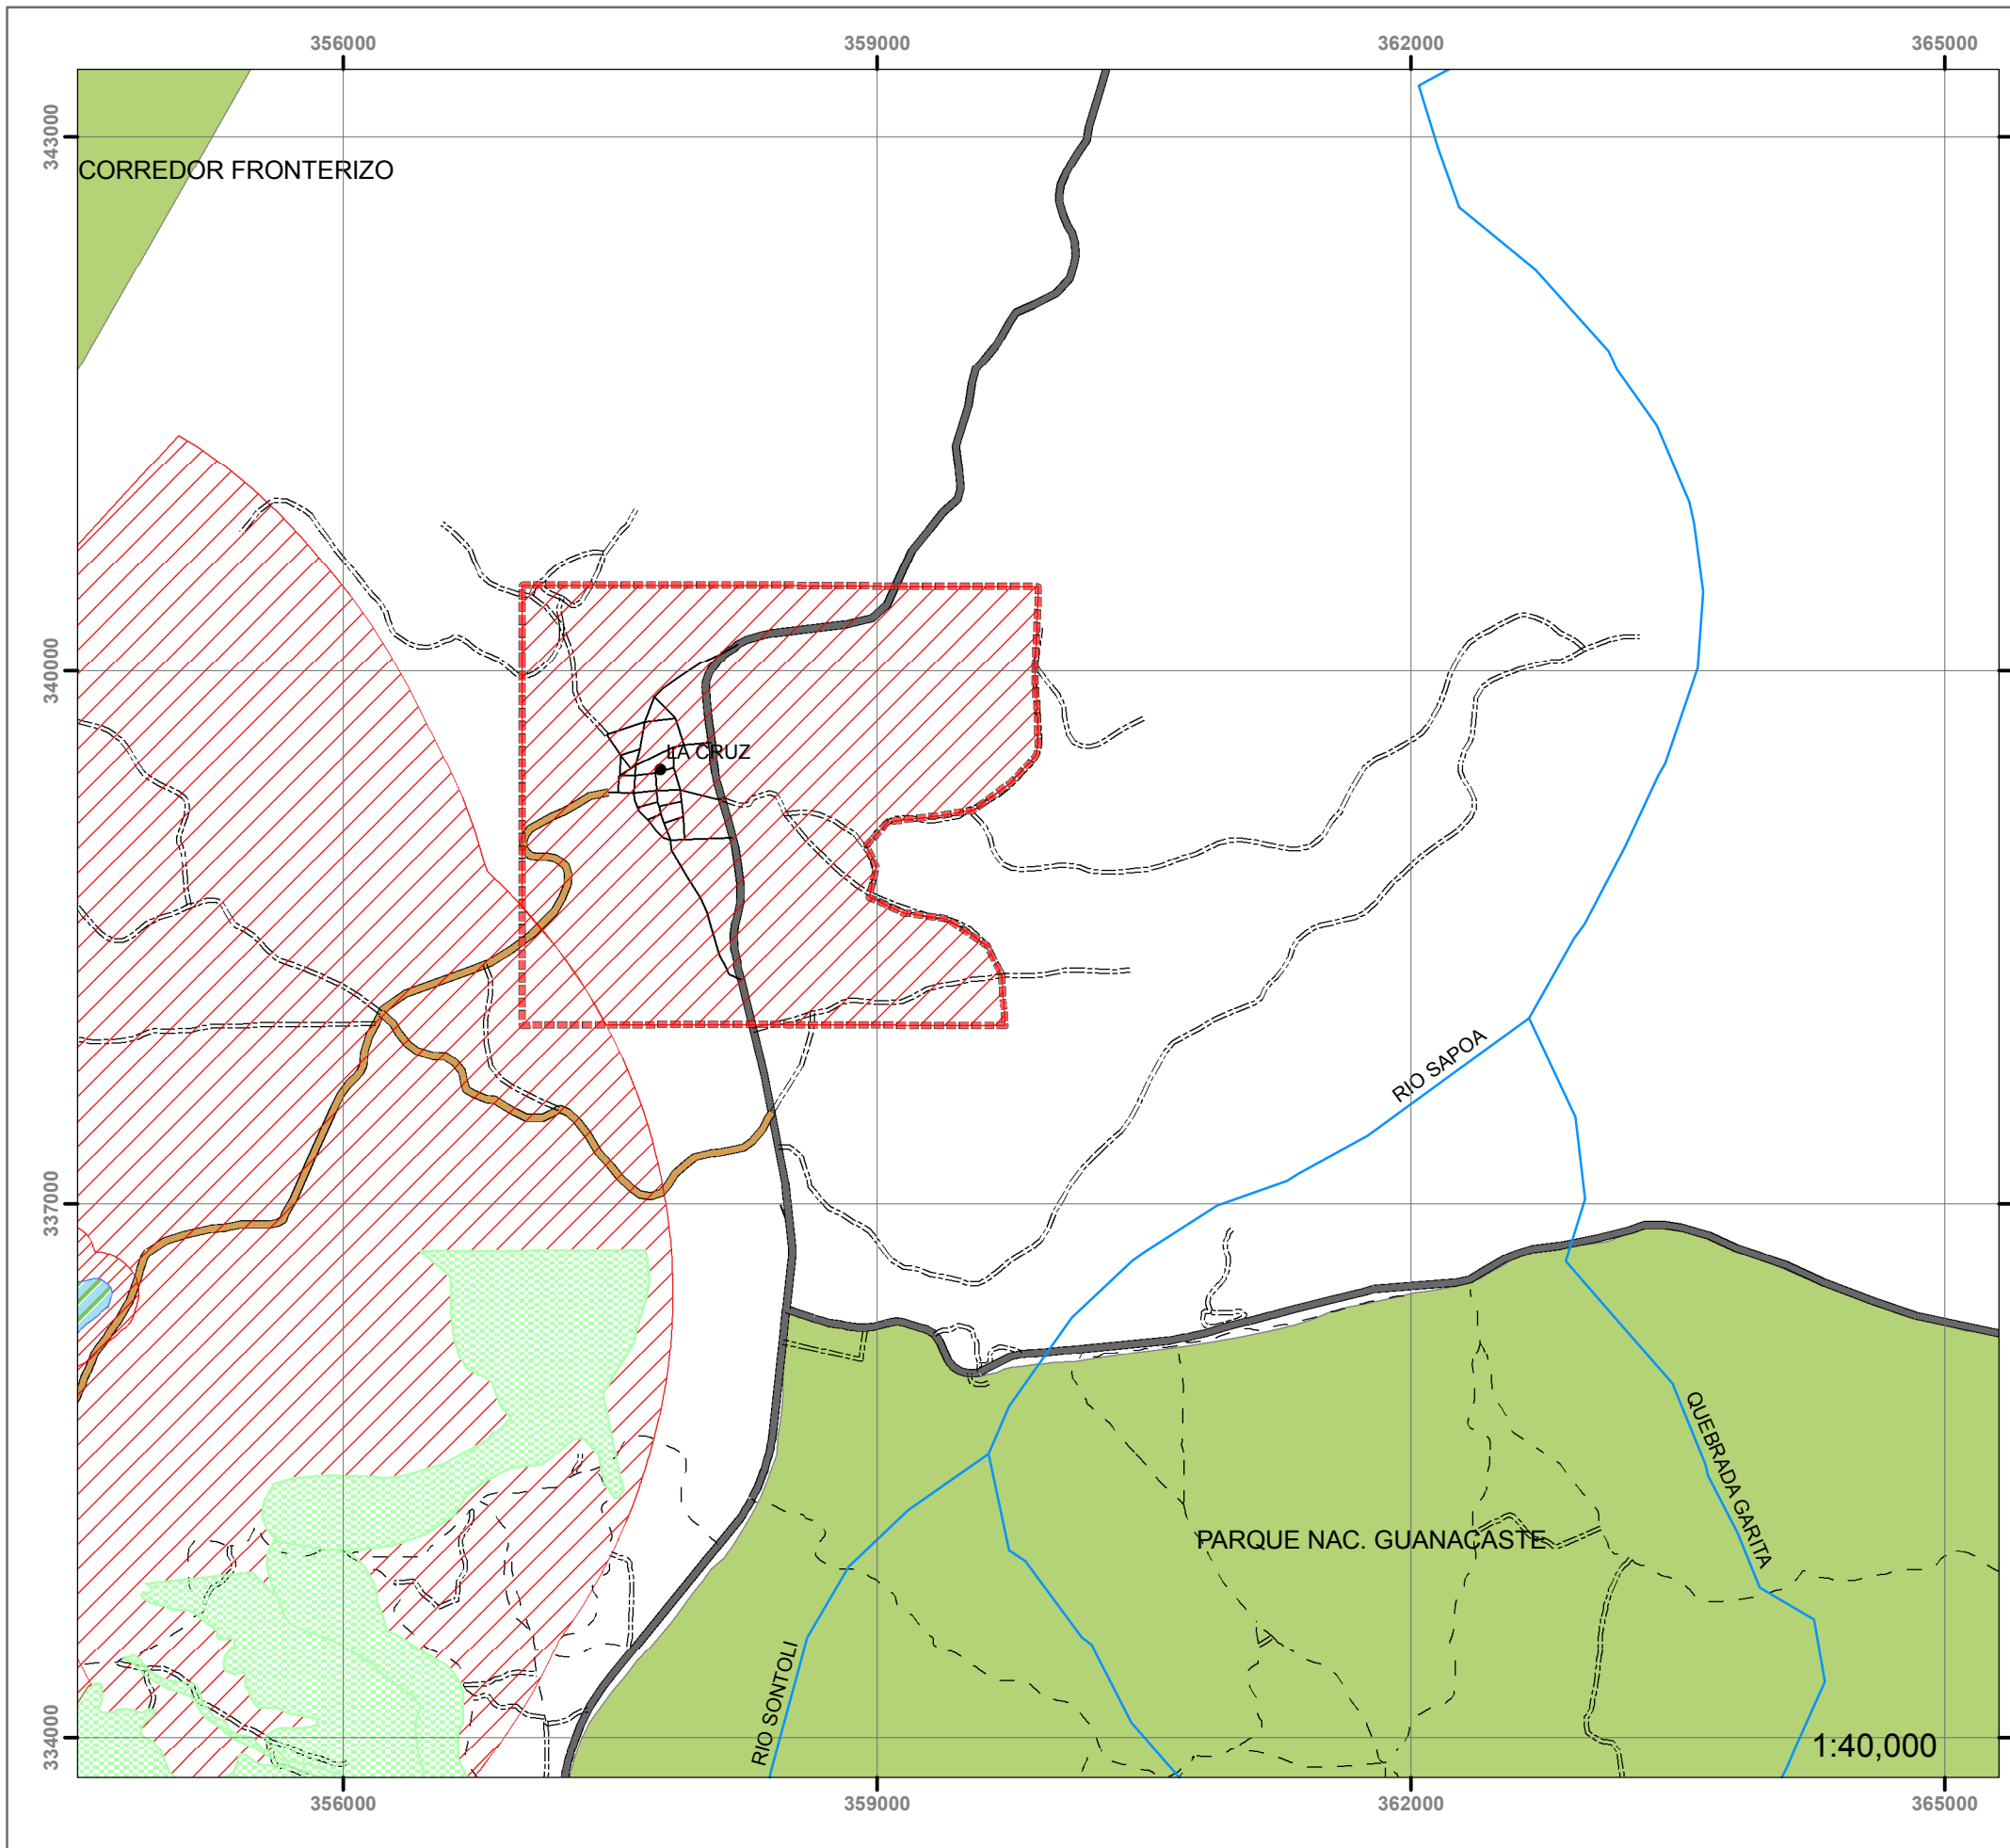 356000
359000
362000
365000
343000
CORREDOR FRONTERIZO
340000
LA CRUZ
RIO SAPOA
337000
QUEBRADA GARITA
PARQUE NAC. GUANACASTE
RIO SONTOLI
334000
1:40,000
356000
359000
362000
365000